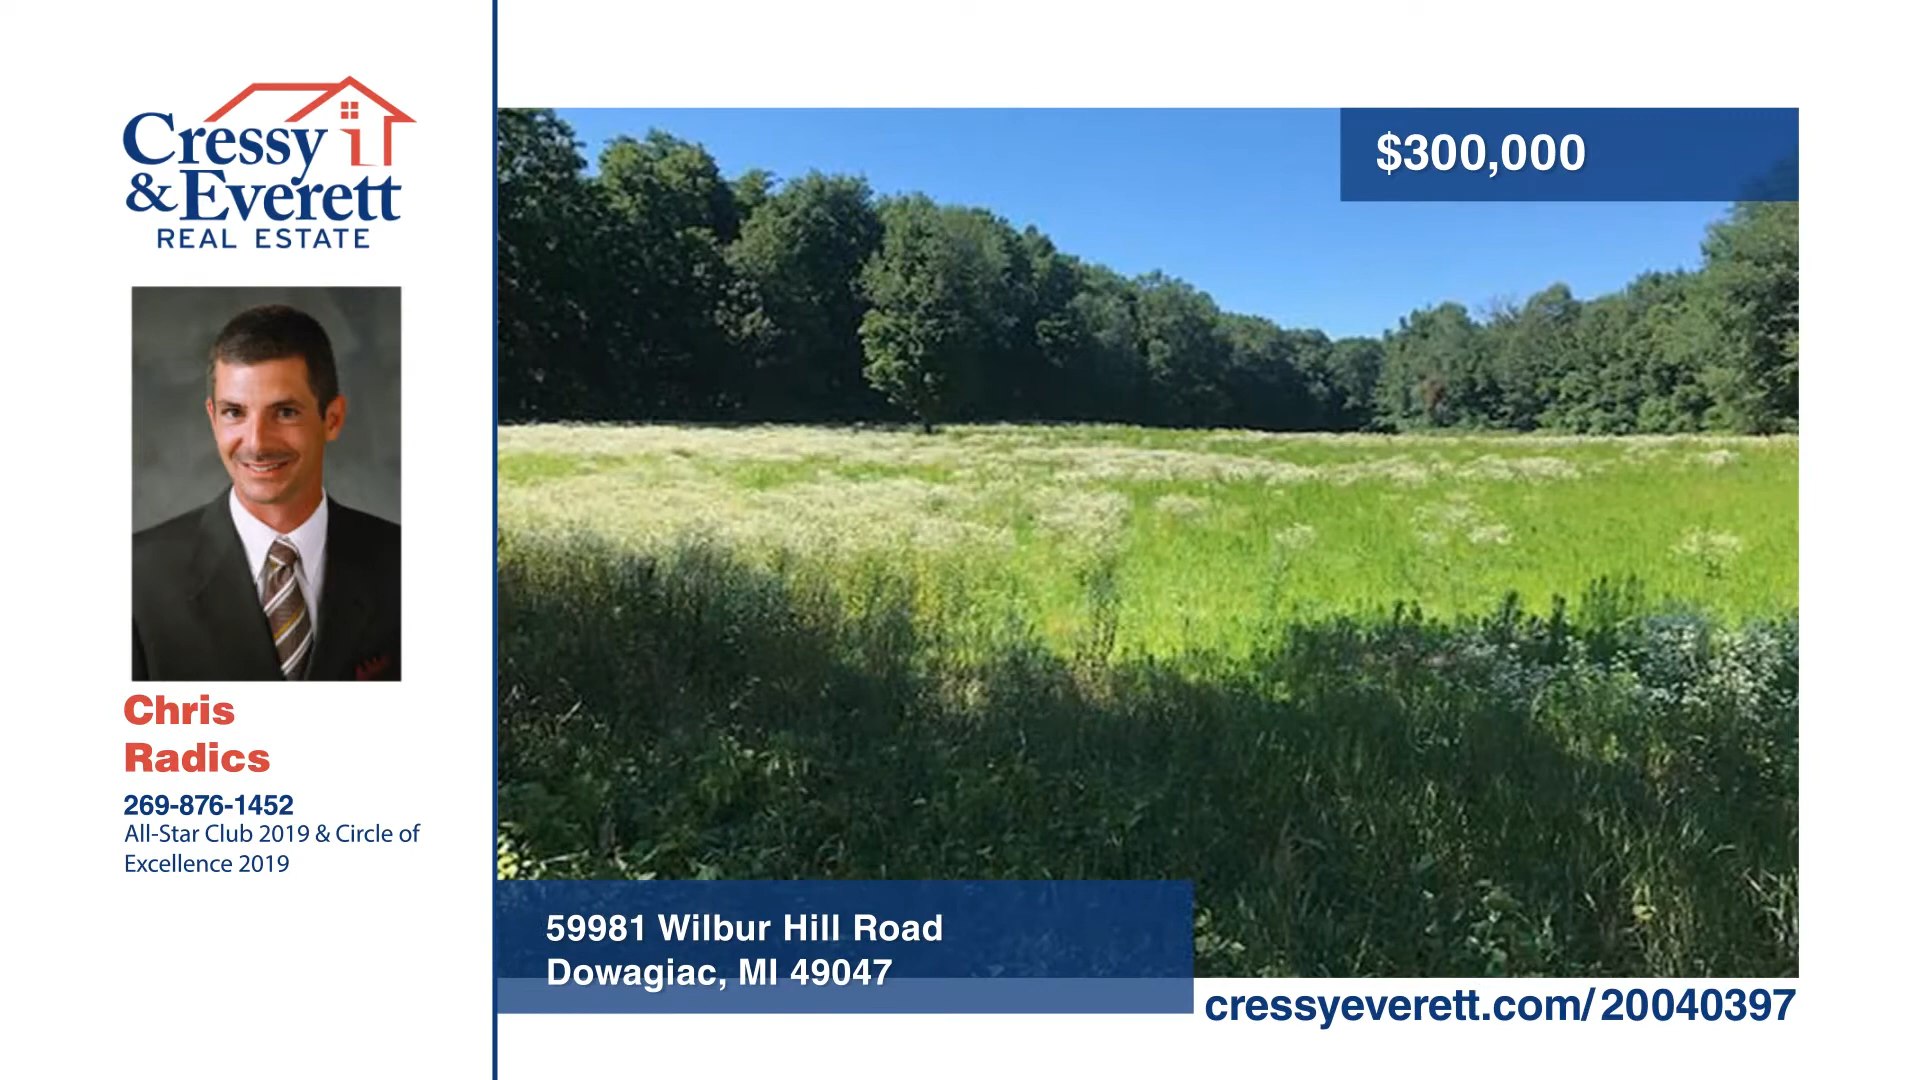 Cressy
& Everett
REAL ESTATE
Chris
Radics
269-876-1452
All-Star Club 2019 & Circle of
Excellence 2019
$300,000
59981 Wilbur Hill Road
Dowagiac, MI 49047
cressyeverett.com/20040397